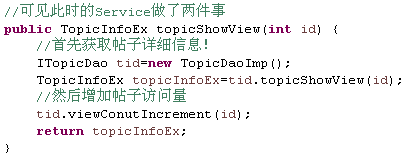 //可见此时的Service做了两件事
public TopicInfoEx topicShowView(int id) {
//首先获取帖子详细信息!
ITopicDao tid=new TopicDaoImp();
TopicInfoEx topicInfoEx=tid.topicShowView(id);
//然后增加帖子访问量
tid.viewConutIncrement(id);
return topicInfoEx;
}